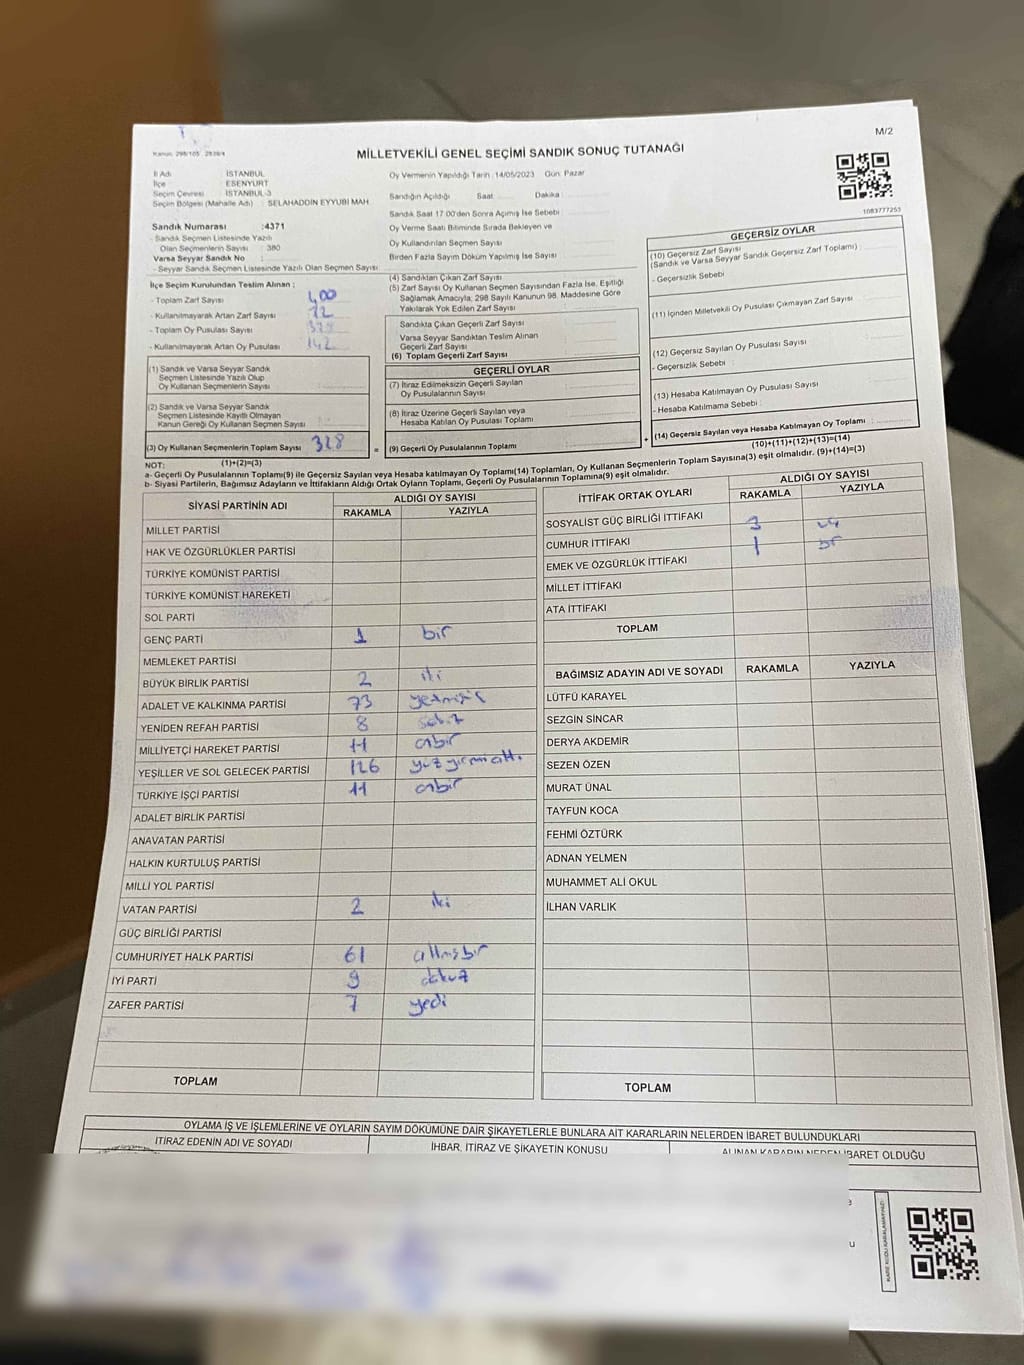 M/2
Kanun: 298/105 , 2839/4
MİLLETVEKİLİ GENEL SEÇİMİ SANDIK SONUÇ TUTANAĞI
İl Adı : İSTANBUL
İlçe : ESENYURT
Seçim Çevresi : İSTANBUL-3
Seçim Bölgesi (Mahalle Adı) : SELAHADDİN EYYUBİ MAH.
Sandık Numarası :4371
- Sandık Seçmen Listesinde Yazılı
Olan Seçmenlerin Sayısı : 380
Varsa Seyyar Sandık No :
- Seyyar Sandık Seçmen Listesinde Yazılı Olan Seçmen Sayısı :
Oy Vermenin Yapıldığı Tarih : 14/05/2023 Gün: Pazar
Sandığın Açıldığı Saat Dakika
Sandık Saat 17:00'den Sonra Açılmış İse Sebebi :
Oy Verme Saati Bitiminde Sırada Bekleyen ve
Oy Kullandırılan Seçmen Sayısı
Birden Fazla Sayım Döküm Yapılmış İse Sayısı :
1083777253
İlçe Seçim Kurulundan Teslim Alınan ;
- Toplam Zarf Sayısı : 400
- Kullanılmayarak Artan Zarf Sayısı : 72
- Toplam Oy Pusulası Sayısı :
- Kullanılmayarak Artan Oy Pusulası : 142
(1) Sandık ve Varsa Seyyar Sandık
Seçmen Listesinde Yazılı Olup
Oy Kullanan Seçmenlerin Sayısı :
(2) Sandık ve Varsa Seyyar Sandık
Seçmen Listesinde Kayıtlı Olmayan
Kanun Gereği Oy Kullanan Seçmen Sayısı :
(3) Oy Kullanan Seçmenlerin Toplam Sayısı : 328
(1)+(2)=(3)
(4) Sandıktan Çıkan Zarf Sayısı :
(5) Zarf Sayısı Oy Kullanan Seçmen Sayısından Fazla İse, Eşitliği
Sağlamak Amacıyla; 298 Sayılı Kanunun 98. Maddesine Göre
Yakılarak Yok Edilen Zarf Sayısı :
Sandıkta Çıkan Geçerli Zarf Sayısı
Varsa Seyyar Sandıktan Teslim Alınan
Geçerli Zarf Sayısı
(6) Toplam Geçerli Zarf Sayısı
GEÇERLİ OYLAR
(7) İtiraz Edilmeksizin Geçerli Sayılan
Oy Pusulalarının Sayısı :
(8) İtiraz Üzerine Geçerli Sayılan veya
Hesaba Katılan Oy Pusulası Toplamı :
= (9) Geçerli Oy Pusulalarının Toplamı :
GEÇERSİZ OYLAR
(10) Geçersiz Zarf Sayısı
(Sandık ve Varsa Seyyar Sandık Geçersiz Zarf Toplamı) :
- Geçersizlik Sebebi :
(11) İçinden Milletvekili Oy Pusulası Çıkmayan Zarf Sayısı :
(12) Geçersiz Sayılan Oy Pusulası Sayısı :
- Geçersizlik Sebebi :
(13) Hesaba Katılmayan Oy Pusulası Sayısı :
- Hesaba Katılmama Sebebi :
+ (14) Geçersiz Sayılan veya Hesaba Katılmayan Oy Toplamı :
(10)+(11)+(12)+(13)=(14)
NOT:
a- Geçerli Oy Pusulalarının Toplamı(9) ile Geçersiz Sayılan veya Hesaba katılmayan Oy Toplamı(14) Toplamları, Oy Kullanan Seçmenlerin Toplam Sayısına(3) eşit olmalıdır. (9)+(14)=(3)
b- Siyasi Partilerin, Bağımsız Adayların ve İttifakların Aldığı Ortak Oyların Toplamı, Geçerli Oy Pusulalarının Toplamına(9) eşit olmalıdır.
SİYASİ PARTİNİN ADI ALDIĞI OY SAYISI
RAKAMLA YAZIYLA
MİLLET PARTİSİ
HAK VE ÖZGÜRLÜKLER PARTİSİ
TÜRKİYE KOMÜNİST PARTİSİ
TÜRKİYE KOMÜNİST HAREKETİ
SOL PARTİ
GENÇ PARTİ 1 bir
MEMLEKET PARTİSİ
BÜYÜK BİRLİK PARTİSİ 2 iki
ADALET VE KALKINMA PARTİSİ 73 yetmişüç
YENİDEN REFAH PARTİSİ 8 sekiz
MİLLİYETÇİ HAREKET PARTİSİ 11 onbir
YEŞİLLER VE SOL GELECEK PARTİSİ 126 yüz yirmi altı
TÜRKİYE İŞÇİ PARTİSİ 11 onbir
ADALET BİRLİK PARTİSİ
ANAVATAN PARTİSİ
HALKIN KURTULUŞ PARTİSİ
MİLLİ YOL PARTİSİ
VATAN PARTİSİ 2 iki
GÜÇ BİRLİĞİ PARTİSİ
CUMHURİYET HALK PARTİSİ 61 altmışbir
İYİ PARTİ 9 dokuz
ZAFER PARTİSİ 7 yedi
TOPLAM
İTTİFAK ORTAK OYLARI ALDIĞI OY SAYISI
RAKAMLA YAZIYLA
SOSYALİST GÜÇ BİRLİĞİ İTTİFAKI
CUMHUR İTTİFAKI 3 üç
EMEK VE ÖZGÜRLÜK İTTİFAKI 1 bir
MİLLET İTTİFAKI
ATA İTTİFAKI
TOPLAM
BAĞIMSIZ ADAYIN ADI VE SOYADI RAKAMLA YAZIYLA
LÜTFÜ KARAYEL
SEZGİN SİNCAR
DERYA AKDEMİR
SEZEN ÖZEN
MURAT ÜNAL
TAYFUN KOCA
FEHMİ ÖZTÜRK
ADNAN YELMEN
MUHAMMET ALİ OKUL
İLHAN VARLIK
TOPLAM
OYLAMA İŞ VE İŞLEMLERİNE VE OYLARIN SAYIM DÖKÜMÜNE DAİR ŞİKAYETLERLE BUNLARA AİT KARARLARIN NELERDEN İBARET BULUNDUKLARI
İTİRAZ EDENİN ADI VE SOYADI İHBAR, İTİRAZ VE ŞİKAYETİN KONUSU ALINAN KARARIN NEDEN İBARET OLDUĞU
KARE KODU KARALAMAYINIZ!